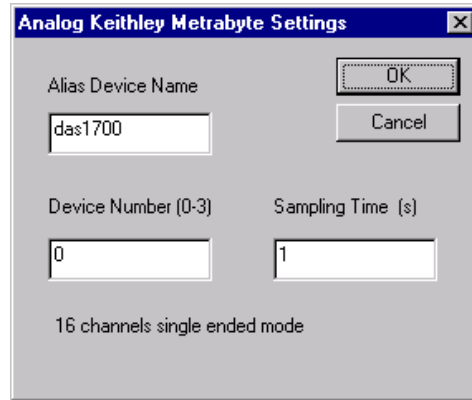 Analog Keithley Metrabyte Settings
Alias Device Name
das1700
OK
Cancel
Device Number (0-3)
0
Sampling Time (s)
1
16 channels single ended mode